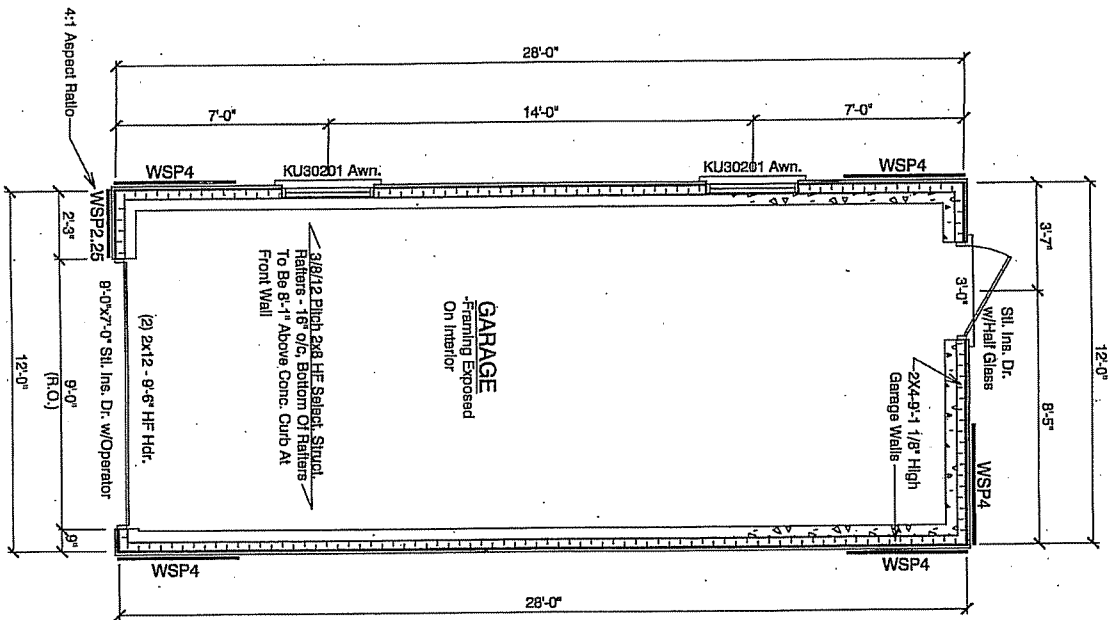 4:1 Aspect Ratio
28'-0"
7'-0"
14'-0"
7'-0"
WSP4
KU30201 Awn.
KU30201 Awn.
WSP4
WSP2.25
2'-3"
12'-0"
9'-0"
(R.O.)
9"
9'-0"x7'-0" Stl. Ins. Dr. w/Operator
(2) 2x12 - 9'-6" HF Hdr.
3/8/12 Pitch 2x8 HF Select. Struct.
Rafters - 16" o/c, Bottom Of Rafters
To Be 8'-1" Above Conc. Curb At
Front Wall
GARAGE
-Framing Exposed
On Interior
3'-7"
3'-0"
12'-0"
8'-5"
Stl. Ins. Dr.
w/Half Glass
2X4-9'-1 1/8" High
Garage Walls
WSP4
WSP4
WSP4
28'-0"